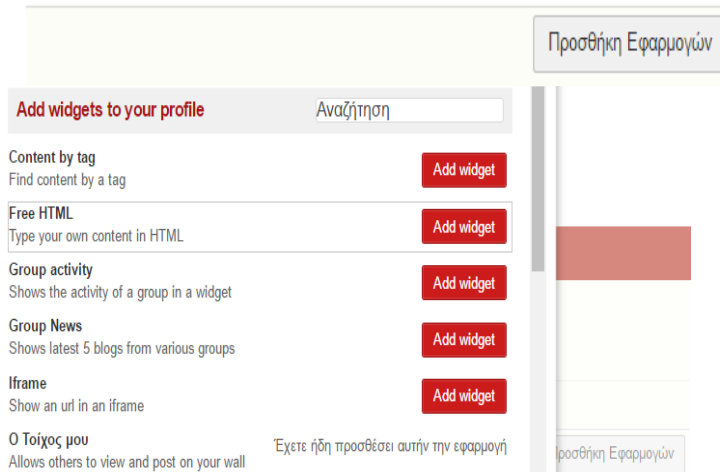 Προσθήκη Εφαρμογών
Add widgets to your profile
Αναζήτηση
Content by tag
Find content by a tag
Add widget
Free HTML
Type your own content in HTML
Add widget
Group activity
Shows the activity of a group in a widget
Add widget
Group News
Shows latest 5 blogs from various groups
Add widget
Iframe
Show an url in an iframe
Add widget
Ο Τοίχος μου
Allows others to view and post on your wall
Έχετε ήδη προσθέσει αυτήν την εφαρμογή
ροσθήκη Εφαρμογών